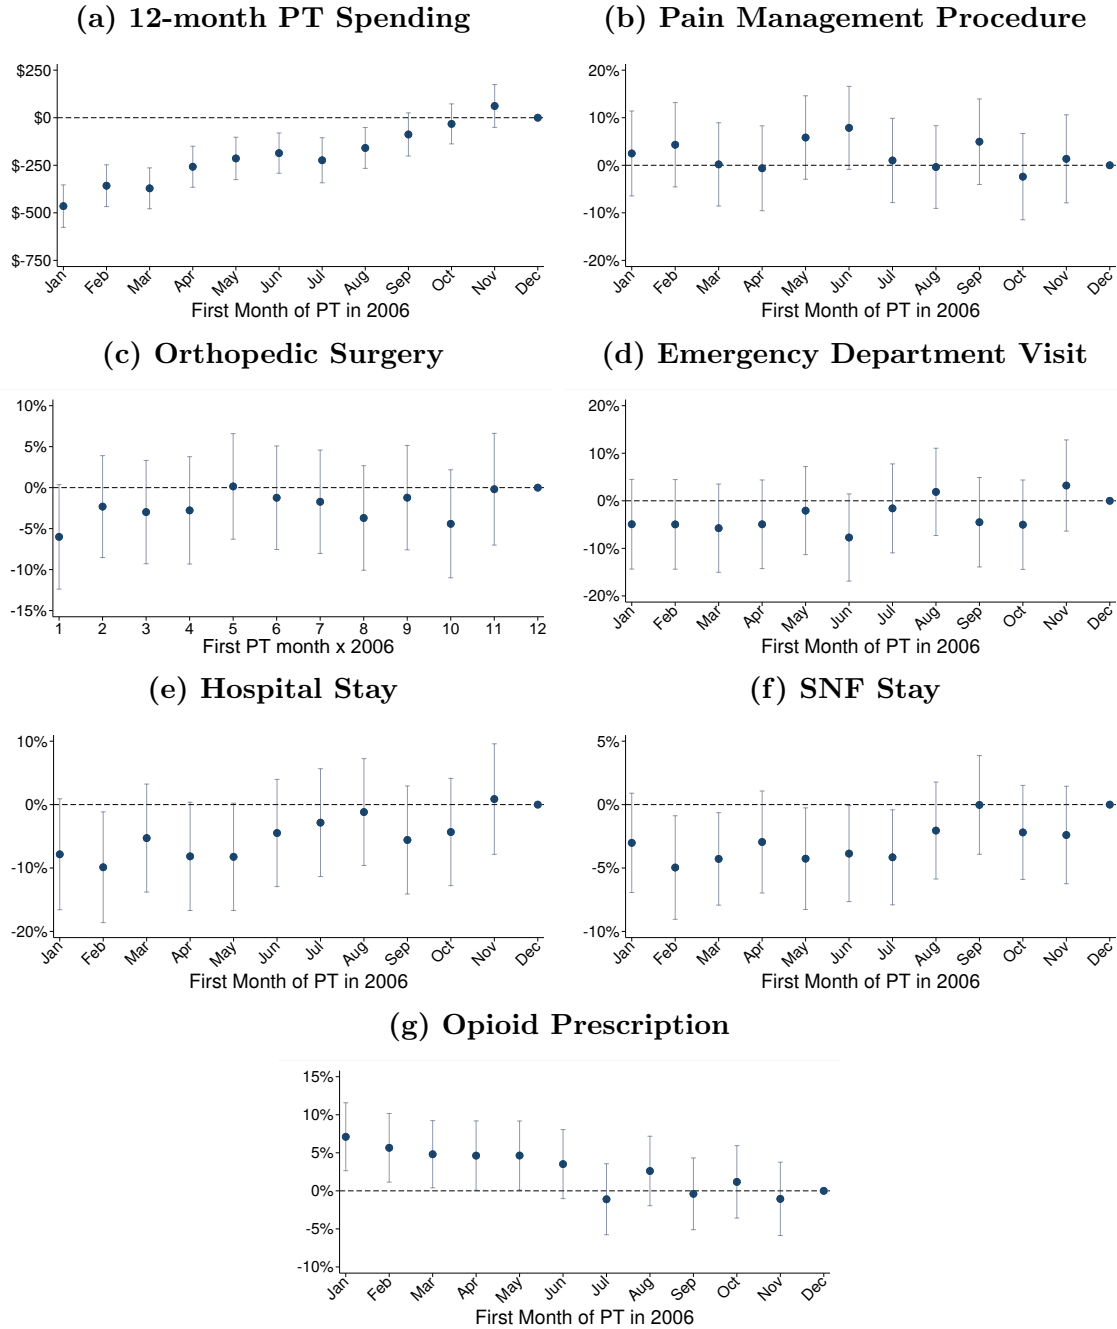 (a) 12-month PT Spending
$250
$0
$-250
$-500
$-750
Jan Feb Mar Apr May Jun Jul Aug Sep Oct Nov Dec
First Month of PT in 2006
(b) Pain Management Procedure
20%
10%
0%
-10%
-20%
Jan Feb Mar Apr May Jun Jul Aug Sep Oct Nov Dec
First Month of PT in 2006
(c) Orthopedic Surgery
10%
5%
0%
-5%
-10%
-15%
1 2 3 4 5 6 7 8 9 10 11 12
First PT month x 2006
(d) Emergency Department Visit
20%
10%
0%
-10%
-20%
Jan Feb Mar Apr May Jun Jul Aug Sep Oct Nov Dec
First Month of PT in 2006
(e) Hospital Stay
10%
0%
-10%
-20%
Jan Feb Mar Apr May Jun Jul Aug Sep Oct Nov Dec
First Month of PT in 2006
(f) SNF Stay
5%
0%
-5%
-10%
Jan Feb Mar Apr May Jun Jul Aug Sep Oct Nov Dec
First Month of PT in 2006
(g) Opioid Prescription
15%
10%
5%
0%
-5%
-10%
Jan Feb Mar Apr May Jun Jul Aug Sep Oct Nov Dec
First Month of PT in 2006